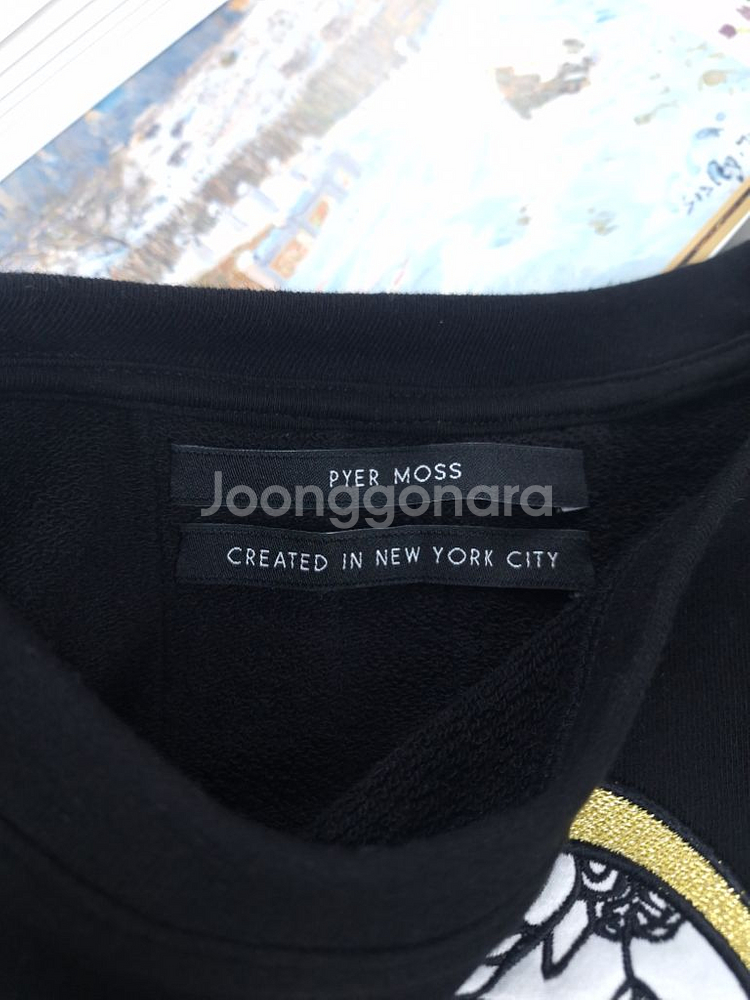 PYER MOSS
Joonggonara
CREATED IN NEW YORK CITY